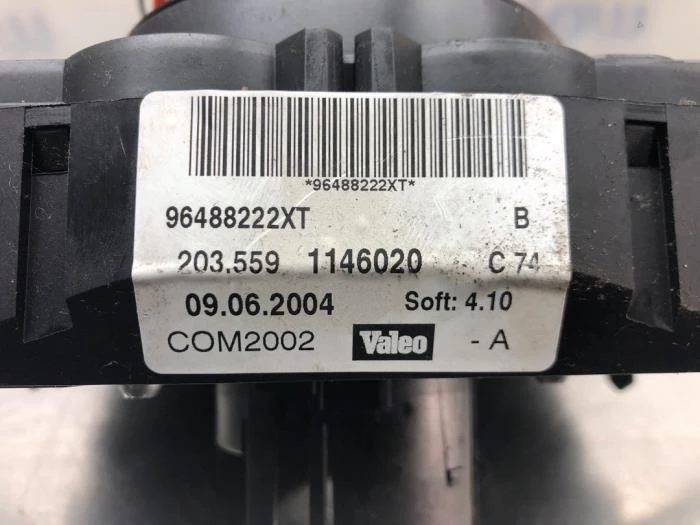 *96488222XT*
96488222XT B
203.559 1146020 C 74
09.06.2004 Soft: 4.10
COM2002 Valeo - A